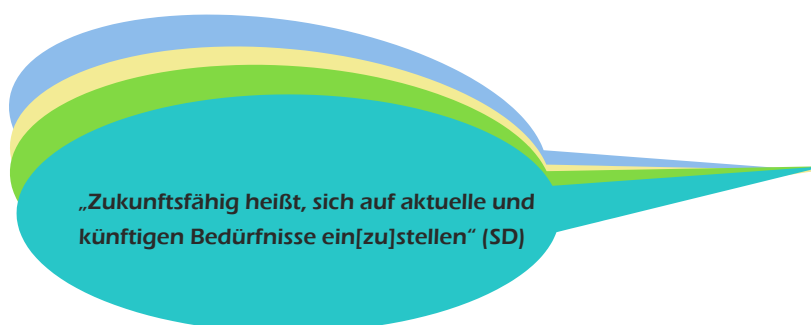 „Zukunftsfähig heißt, sich auf aktuelle und
künftigen Bedürfnisse ein[zu]stellen“ (SD)